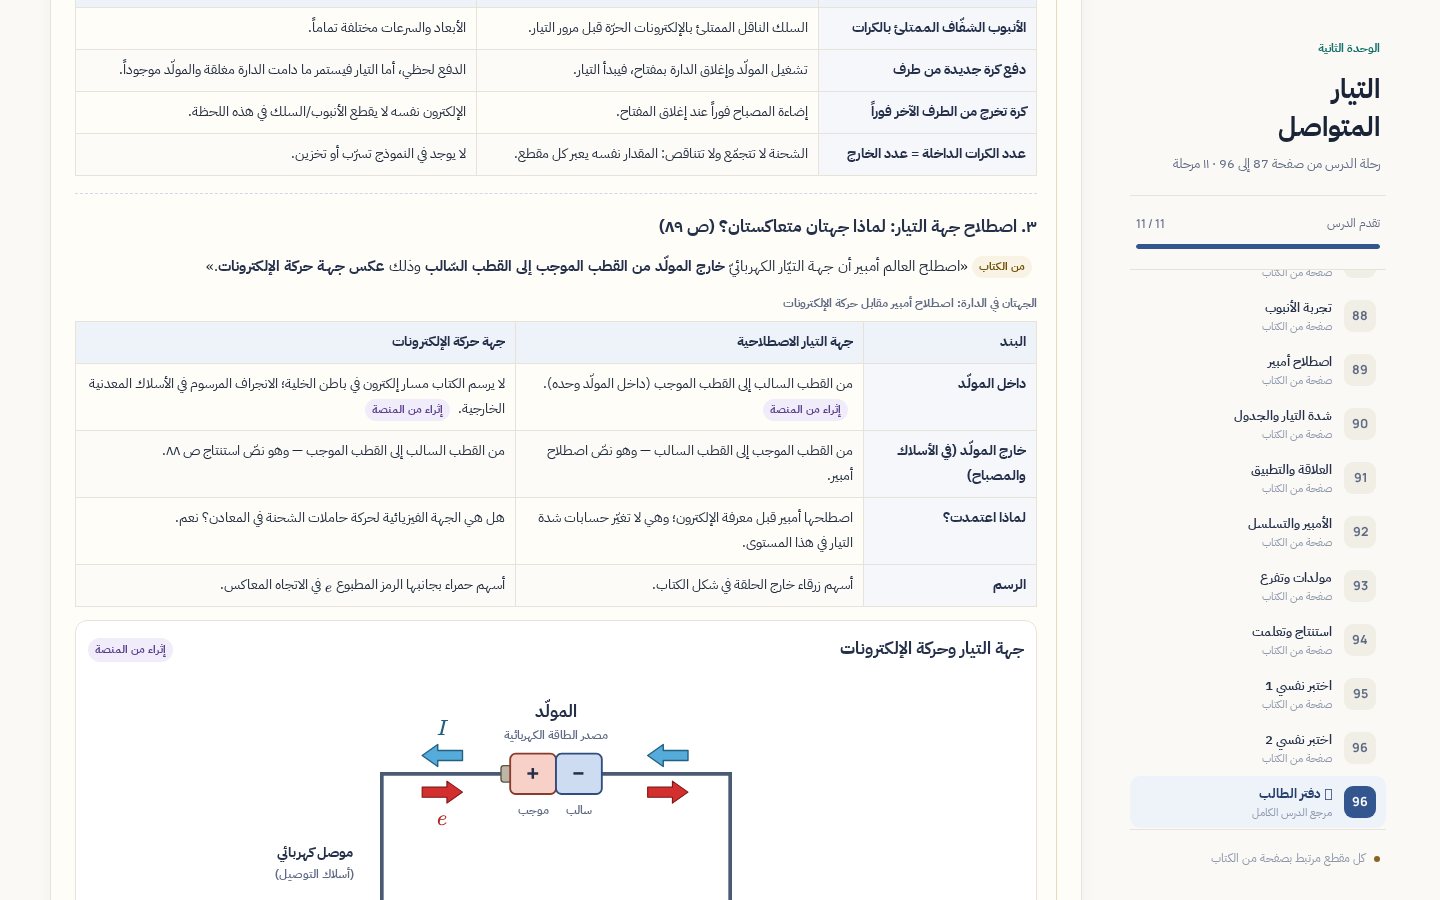 الوحدة الثانية
التيار
المتواصل
رحلة الدرس من صفحة 87 إلى 96 · ١١ مرحلة
تقدم الدرس
11 / 11
صفحة من الكتاب
88
تجربة الأنبوب
صفحة من الكتاب
89
اصطلاح أمبير
صفحة من الكتاب
90
شدة التيار والجدول
صفحة من الكتاب
91
العلاقة والتطبيق
صفحة من الكتاب
92
الأمبير والتسلسل
صفحة من الكتاب
93
مولدات وتفرع
صفحة من الكتاب
94
استنتاج وتعلمت
صفحة من الكتاب
95
اختبر نفسي 1
صفحة من الكتاب
96
اختبر نفسي 2
صفحة من الكتاب
96
دفتر الطالب
مرجع الدرس الكامل
كل مقطع مرتبط بصفحة من الكتاب
الأنبوب الشفّاف الممتلئ بالكرات
السلك الناقل الممتلئ بالإلكترونات الحرّة قبل مرور التيار.
الأبعاد والسرعات مختلفة تماماً.
دفع كرة جديدة من طرف
تشغيل المولّد وإغلاق الدارة بمفتاح، فيبدأ التيار.
الدفع لحظي، أما التيار فيستمر ما دامت الدارة مغلقة والمولّد موجوداً.
كرة تخرج من الطرف الآخر فوراً
إضاءة المصباح فوراً عند إغلاق المفتاح.
الإلكترون نفسه لا يقطع الأنبوب/السلك في هذه اللحظة.
عدد الكرات الداخلة = عدد الخارج
الشحنة لا تتجمّع ولا تتناقص: المقدار نفسه يعبر كل مقطع.
لا يوجد في النموذج تسرّب أو تخزين.
٣. اصطلاح جهة التيار: لماذا جهتان متعاكستان؟ (ص ٨٩)
من الكتاب «اصطلح العالم أمبير أن جهة التيّار الكهربائيّ خارج المولّد من القطب الموجب إلى القطب السّالب وذلك عكس جهة حركة الإلكترونات.»
الجهتان في الدارة: اصطلاح أمبير مقابل حركة الإلكترونات
البند
جهة التيار الاصطلاحية
جهة حركة الإلكترونات
داخل المولّد
من القطب السالب إلى القطب الموجب (داخل المولّد وحده).
إثراء من المنصة
لا يرسم الكتاب مسار إلكترون في باطن الخلية؛ الانجراف المرسوم في الأسلاك المعدنية
الخارجية. إثراء من المنصة
خارج المولّد (في الأسلاك
والمصباح)
من القطب الموجب إلى القطب السالب — وهو نصّ اصطلاح
أمبير.
من القطب السالب إلى القطب الموجب — وهو نصّ استنتاج ص ٨٨.
لماذا اعتمدت؟
اصطلحها أمبير قبل معرفة الإلكترون؛ وهي لا تغيّر حسابات شدة
التيار في هذا المستوى.
هل هي الجهة الفيزيائية لحركة حاملات الشحنة في المعادن؟ نعم.
الرسم
أسهم زرقاء خارج الحلقة في شكل الكتاب.
أسهم حمراء بجانبها الرمز المطبوع e في الاتجاه المعاكس.
جهة التيار وحركة الإلكترونات
إثراء من المنصة
المولّد
مصدر الطاقة الكهربائية
I
+
−
e
موجب
سالب
موصل كهربائي
(أسلاك التوصيل)